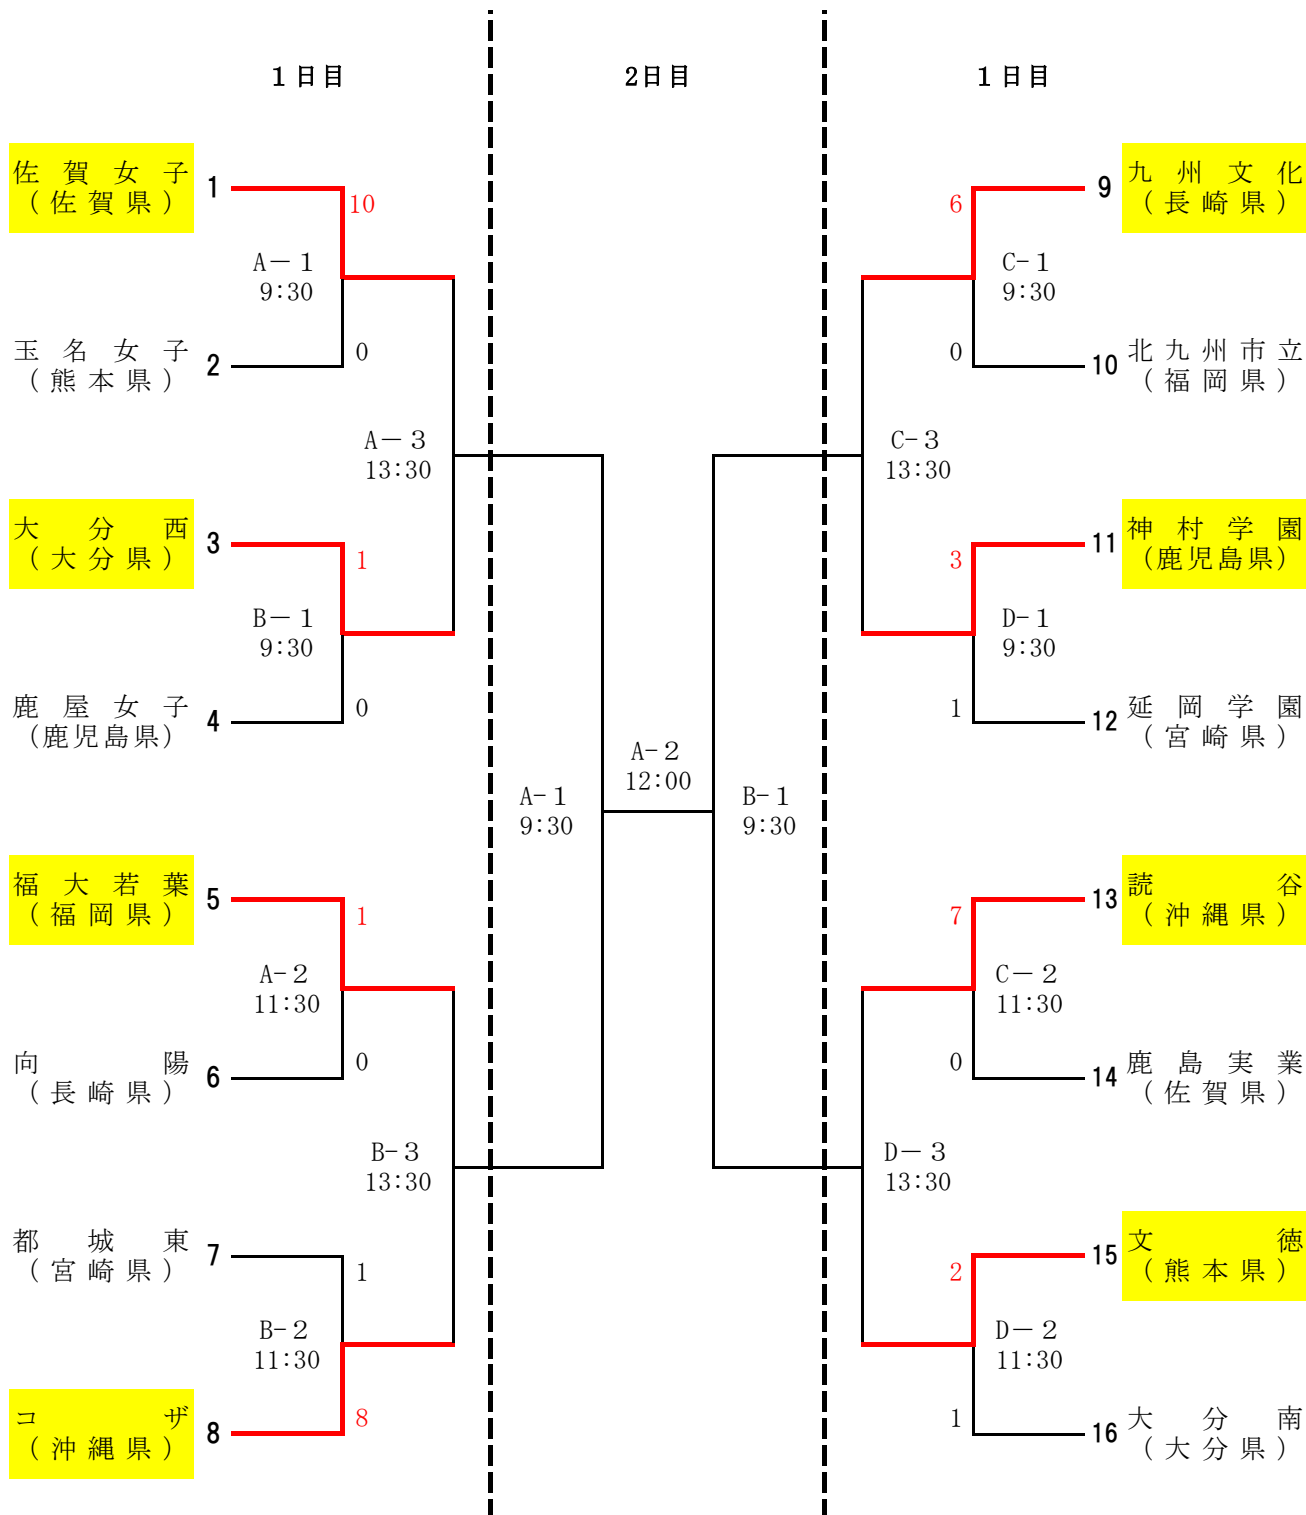 １日目
2日目
１日目
佐賀女子
（佐賀県）
1
10
A－１
9:30
玉名女子
（熊本県）
2
0
A－３
13:30
大分西
（大分県）
3
1
B－１
9:30
鹿屋女子
（鹿児島県）
4
0
福大若葉
（福岡県）
5
1
A-２
11:30
向陽
（長崎県）
6
0
B-３
13:30
都城東
（宮崎県）
7
1
B-２
11:30
コザ
（沖縄県）
8
8
A-１
9:30
A-２
12:00
B-１
9:30
九州文化
（長崎県）
9
6
C-１
9:30
北九州市立
（福岡県）
10
0
C-３
13:30
神村学園
（鹿児島県）
11
3
D-１
9:30
延岡学園
（宮崎県）
12
1
読谷
（沖縄県）
13
7
C－２
11:30
鹿島実業
（佐賀県）
14
0
D－３
13:30
文徳
（熊本県）
15
2
D－２
11:30
大分南
（大分県）
16
1